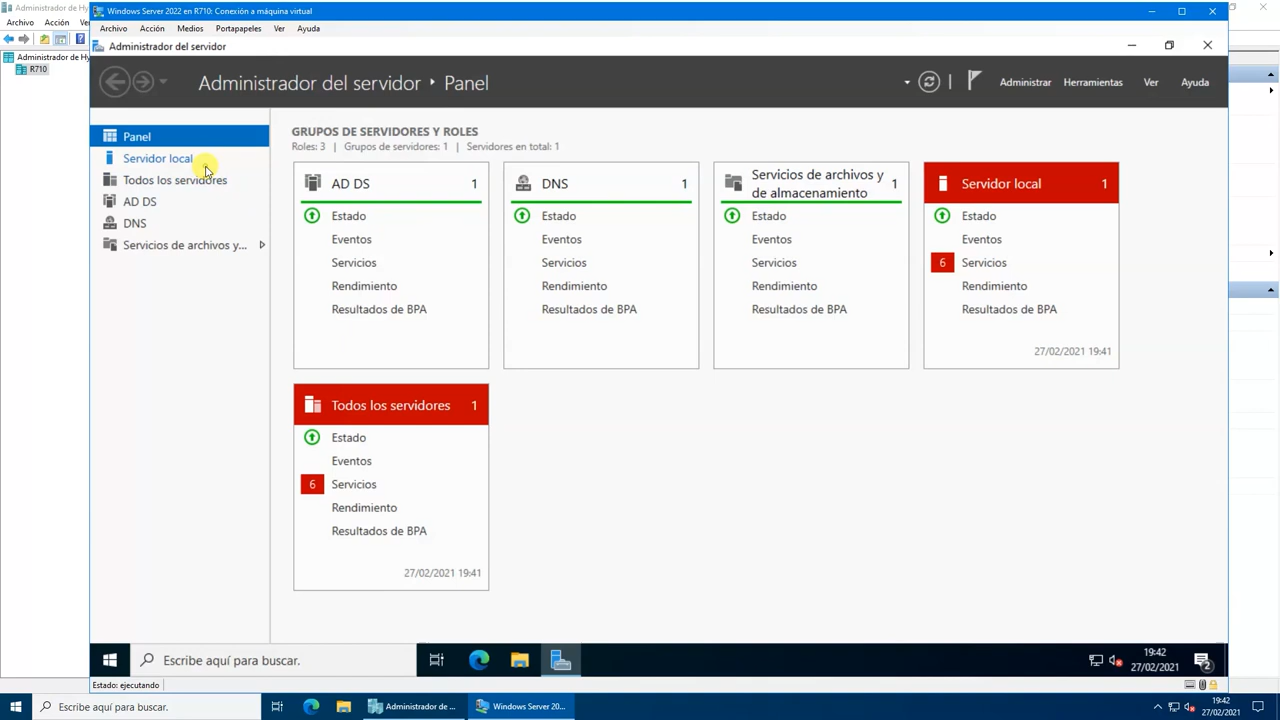 Administrador de Hy
Windows Server 2022 en R710: Conexión a máquina virtual
Archivo Acción Ver
Archivo Acción Medios Portapapeles Ver Ayuda
Administrador del servidor
Administrador de Hy
R710
Administrador del servidor Panel
Administrar Herramientas Ver Ayuda
Panel
Servidor local
Todos los servidores
AD DS
DNS
Servicios de archivos y...
GRUPOS DE SERVIDORES Y ROLES
Roles: 3 | Grupos de servidores: 1 | Servidores en total: 1
AD DS 1
Estado
Eventos
Servicios
Rendimiento
Resultados de BPA
DNS 1
Estado
Eventos
Servicios
Rendimiento
Resultados de BPA
Servicios de archivos y
de almacenamiento 1
Estado
Eventos
Servicios
Rendimiento
Resultados de BPA
Servidor local 1
Estado
Eventos
6 Servicios
Rendimiento
Resultados de BPA
27/02/2021 19:41
Todos los servidores 1
Estado
Eventos
6 Servicios
Rendimiento
Resultados de BPA
27/02/2021 19:41
Escribe aquí para buscar.
19:42
27/02/2021
2
Estado: ejecutando
Escribe aquí para buscar.
Administrador de ...
Windows Server 20...
19:42
27/02/2021